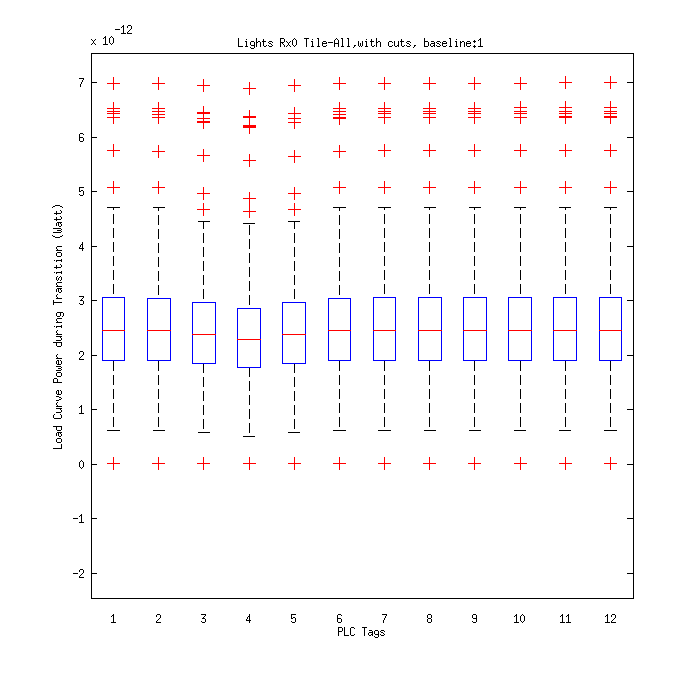 Lights Rx0 Tile-All,with cuts, baseline:1
x 10^-12
7
6
5
4
3
2
1
0
-1
-2
Load Curve Power during Transition (Watt)
1 2 3 4 5 6 7 8 9 10 11 12
PLC Tags